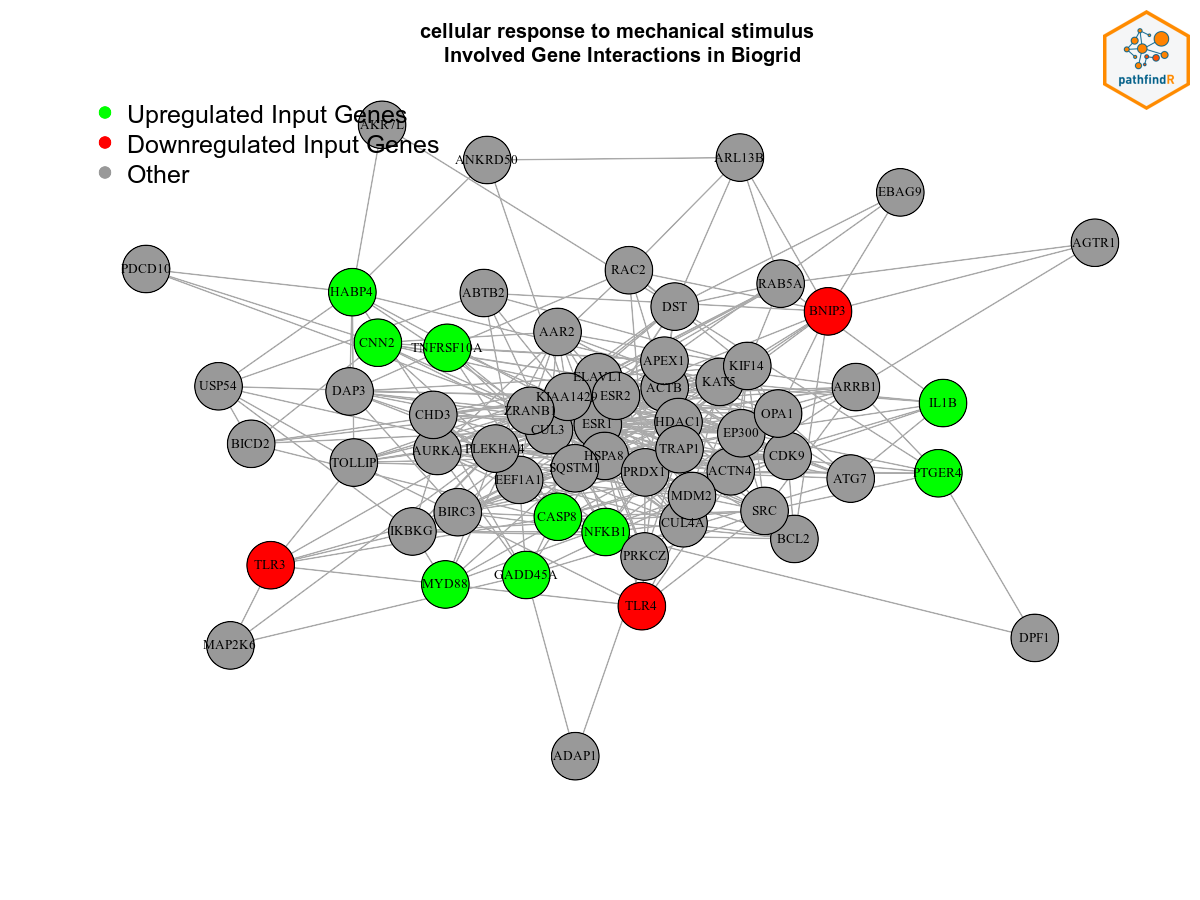 cellular response to mechanical stimulus
Involved Gene Interactions in Biogrid
pathfindR
Upregulated Input Genes
Downregulated Input Genes
Other
AKR7L
ANKRD50
ARL13B
EBAG9
AGTR1
PDCD10
HABP4
ABTB2
RAC2
RAB5A
DST
BNIP3
CNN2
TNFRSF10A
AAR2
APEX1
KIF14
USP54
DAP3
ELAVL1
ACTB
KAT5
ARRB1
KIAA1429
ESR2
IL1B
ZRANB1
CHD3
OPA1
BICD2
CUL3
ESR1
HDAC1
EP300
AURKA
PLEKHA4
TRAP1
TOLLIP
HSPA8
CDK9
SQSTM1
PRDX1
ACTN4
PTGER4
EEF1A1
ATG7
MDM2
BIRC3
CASP8
SRC
IKBKG
NFKB1
CUL4A
BCL2
PRKCZ
TLR3
GADD45A
MYD88
TLR4
MAP2K6
DPF1
ADAP1